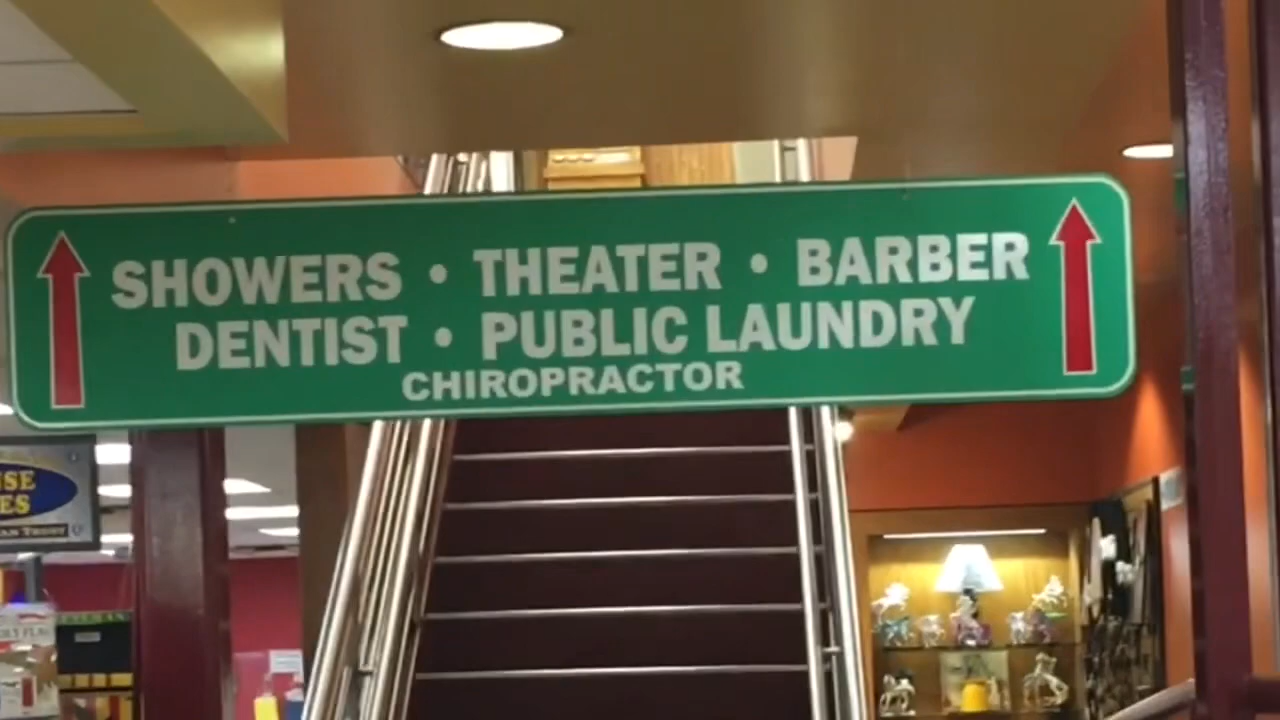 SHOWERS • THEATER • BARBER
DENTIST • PUBLIC LAUNDRY
CHIROPRACTOR